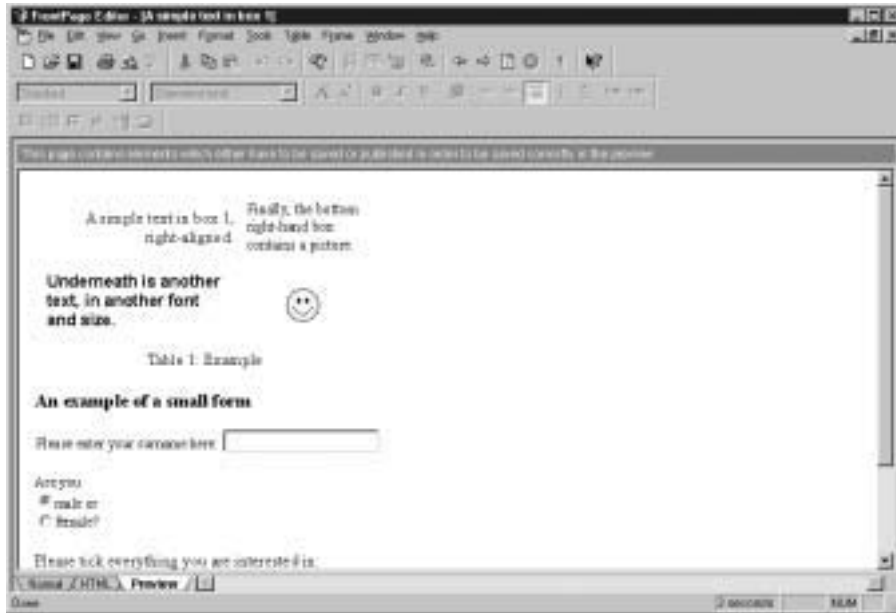 FrontPage Editor - [A simple text in box 1]
File Edit View Go Insert Format Tools Table Frame Window Help
This page contains elements which either have to be saved or published in order to be saved correctly in the preview.
A simple text in box 1,
right-aligned
Finally, the bottom
right-hand box
contains a picture
Underneath is another
text, in another font
and size.
Table 1: Example
An example of a small form
Please enter your surname here:
Are you
male or
female?
Please tick everything you are interested in:
Normal HTML Preview
Done
2 seconds
NUM